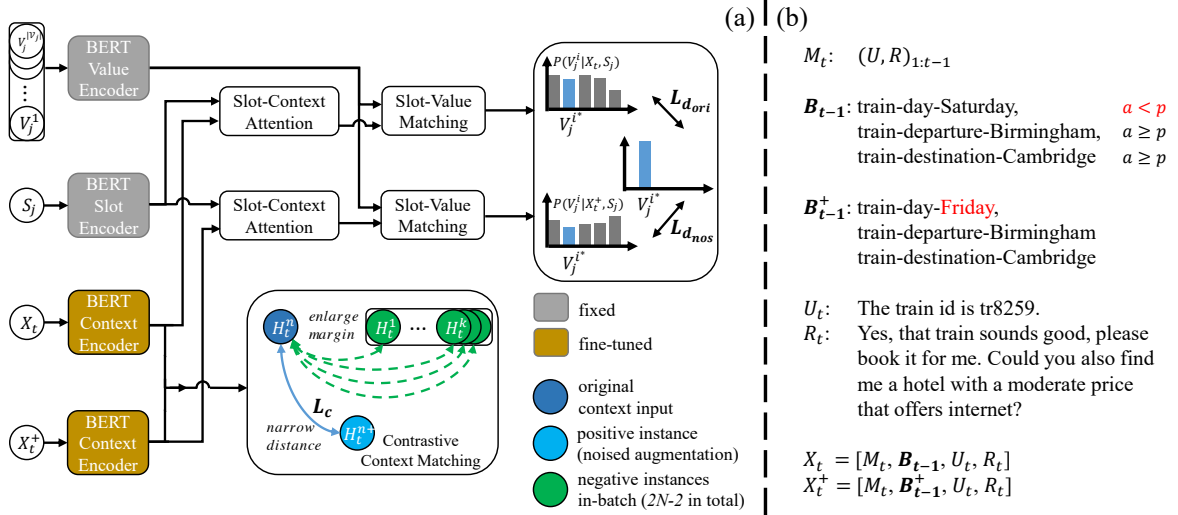 (a)
V_j^{|V_j|}
⋮
V_j^1
BERT
Value
Encoder
S_j
BERT
Slot
Encoder
X_t
BERT
Context
Encoder
X_t^+
BERT
Context
Encoder
Slot-Context
Attention
Slot-Value
Matching
Slot-Context
Attention
Slot-Value
Matching
P(V_j^i|X_t, S_j)
V_j^{i*}
L_{d_{ori}}
V_j^{i*}
P(V_j^i|X_t^+, S_j)
V_j^{i*}
L_{d_{nos}}
H_t^n
enlarge
margin
H_t^1
...
H_t^k
L_c
narrow
distance
H_t^{n+}
Contrastive
Context Matching
fixed
fine-tuned
original
context input
positive instance
(noised augmentation)
negative instances
in-batch (2N-2 in total)
(b)
M_t: (U, R)_{1:t−1}
B_{t−1}: train-day-Saturday, a < p
train-departure-Birmingham, a ≥ p
train-destination-Cambridge a ≥ p
B_{t−1}^+: train-day-Friday,
train-departure-Birmingham
train-destination-Cambridge
U_t: The train id is tr8259.
R_t: Yes, that train sounds good, please
book it for me. Could you also find
me a hotel with a moderate price
that offers internet?
X_t = [M_t, B_{t−1}, U_t, R_t]
X_t^+ = [M_t, B_{t−1}^+, U_t, R_t]